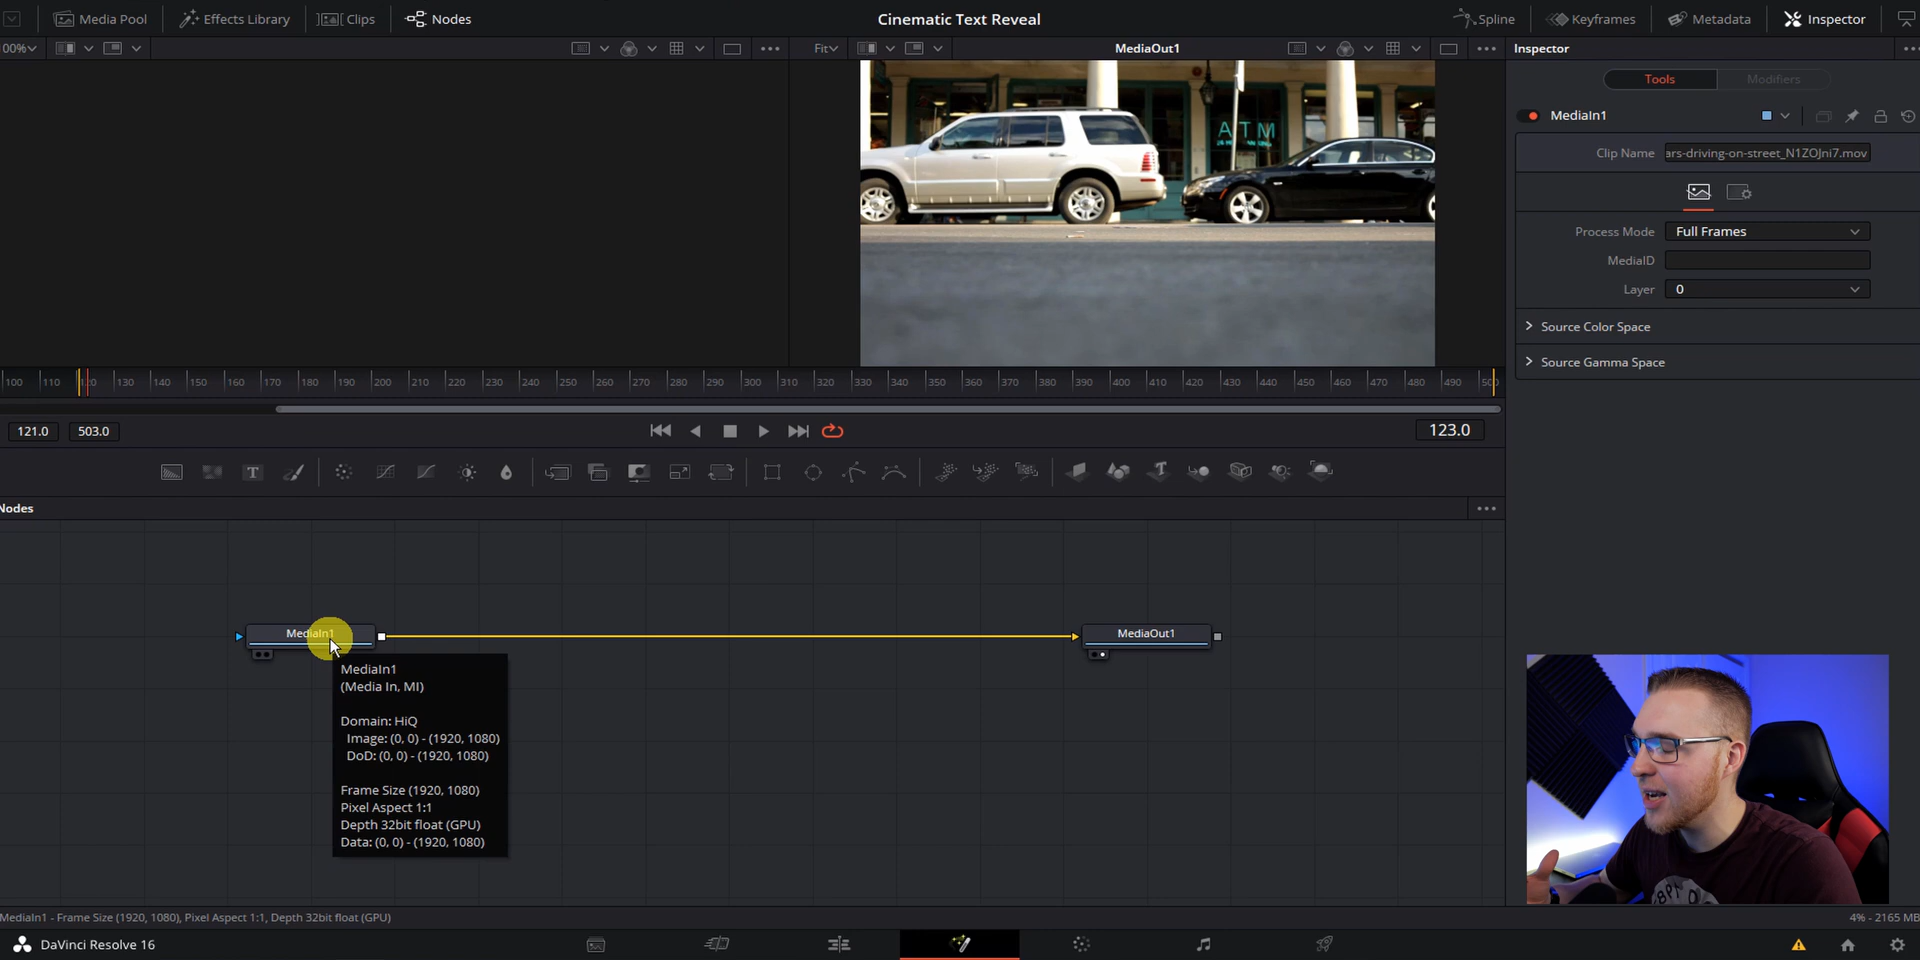 Media Pool Effects Library Clips Nodes Cinematic Text Reveal Spline Keyframes Metadata Inspector
00% Fit MediaOut1 Inspector
Tools Modifiers
MediaIn1
Clip Name ars-driving-on-street_N1ZOJni7.mov
ATM
Process Mode Full Frames
MediaID
Layer 0
Source Color Space
Source Gamma Space
100 110 120 130 140 150 160 170 180 190 200 210 220 230 240 250 260 270 280 290 300 310 320 330 340 350 360 370 380 390 400 410 420 430 440 450 460 470 480 490 500
121.0 503.0 123.0
T T
Nodes
MediaIn1 MediaOut1
MediaIn1
(Media In, MI)
Domain: HiQ
Image: (0, 0) - (1920, 1080)
DoD: (0, 0) - (1920, 1080)
Frame Size (1920, 1080)
Pixel Aspect 1:1
Depth 32bit float (GPU)
Data: (0, 0) - (1920, 1080)
MediaIn1 - Frame Size (1920, 1080), Pixel Aspect 1:1, Depth 32bit float (GPU) 4% - 2165 MB
DaVinci Resolve 16